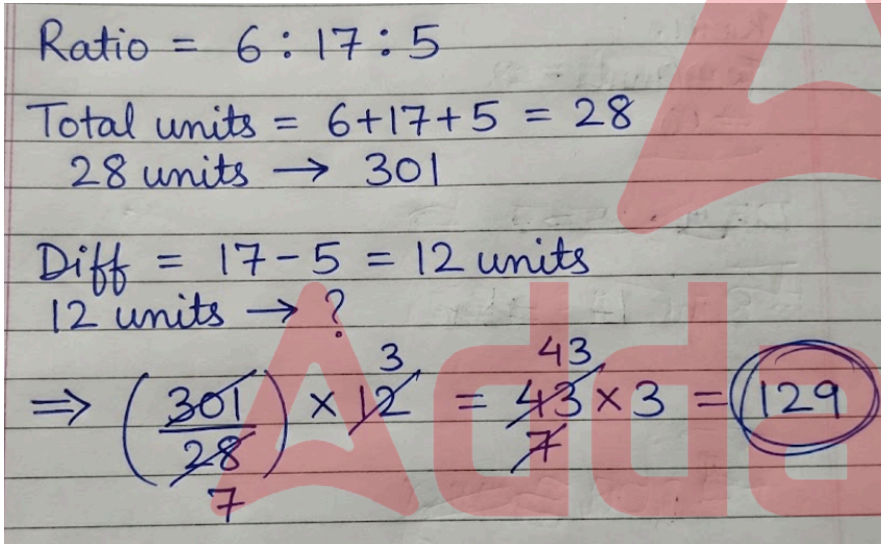 Ratio = 6 : 17 : 5
Total units = 6+17+5 = 28
28 units → 301
Diff = 17 - 5 = 12 units
12 units → ?
3 43
⇒ (301/28) × 12 = 43/7 × 3 = 129
7
Adda